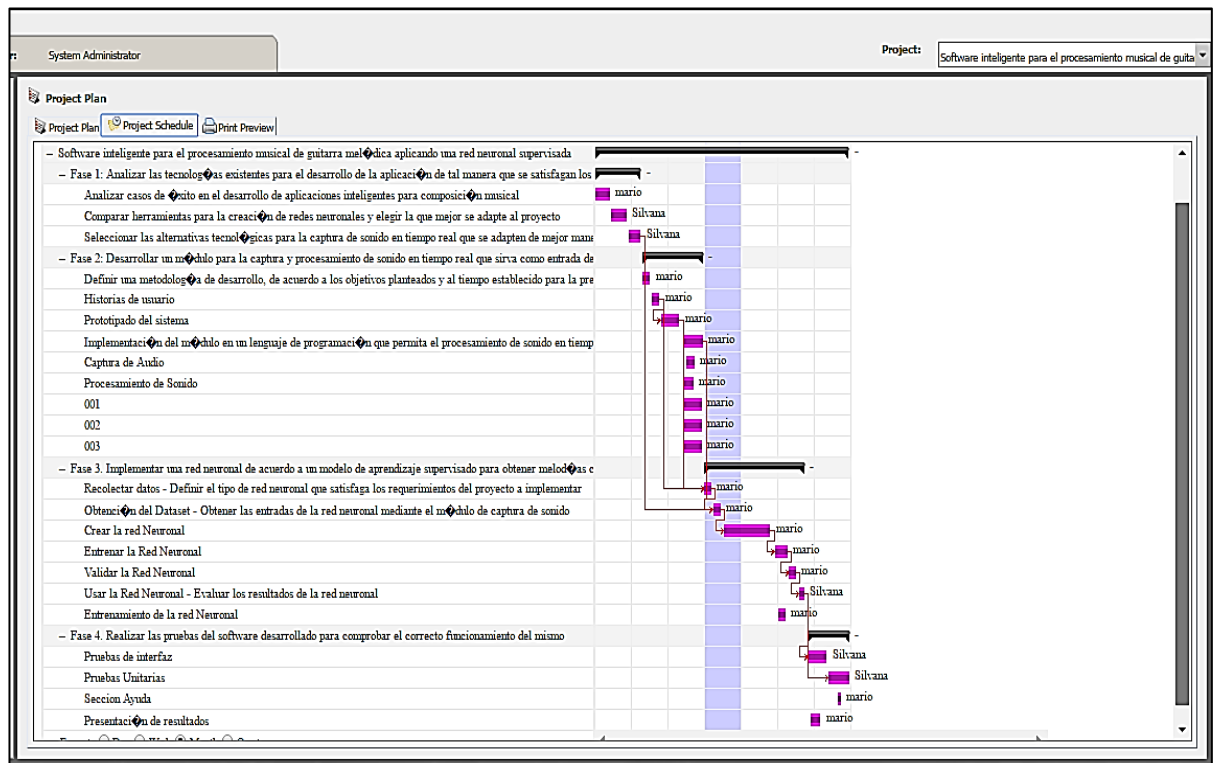 r: System Administrator
Project: Software inteligente para el procesamiento musical de guita
Project Plan
Project Plan Project Schedule Print Preview
– Software inteligente para el procesamiento musical de guitarra mel�dica aplicando una red neuronal supervisada -
– Fase 1: Analizar las tecnolog�as existentes para el desarrollo de la aplicaci�n de tal manera que se satisfagan los -
Analizar casos de �xito en el desarrollo de aplicaciones inteligentes para composici�n musical mario
Comparar herramientas para la creaci�n de redes neuronales y elegir la que mejor se adapte al proyecto Silvana
Seleccionar las alternativas tecnol�gicas para la captura de sonido en tiempo real que se adapten de mejor mane Silvana
– Fase 2: Desarrollar un m�dulo para la captura y procesamiento de sonido en tiempo real que sirva como entrada de -
Definir una metodolog�a de desarrollo, de acuerdo a los objetivos planteados y al tiempo establecido para la pre mario
Historias de usuario mario
Prototipado del sistema mario
Implementaci�n del m�dulo en un lenguaje de programaci�n que permita el procesamiento de sonido en tiemp mario
Captura de Audio mario
Procesamiento de Sonido mario
001 mario
002 mario
003 mario
– Fase 3. Implementar una red neuronal de acuerdo a un modelo de aprendizaje supervisado para obtener melod�as c -
Recolectar datos - Definir el tipo de red neuronal que satisfaga los requerimientos del proyecto a implementar mario
Obtenci�n del Dataset - Obtener las entradas de la red neuronal mediante el m�dulo de captura de sonido mario
Crear la red Neuronal mario
Entrenar la Red Neuronal mario
Validar la Red Neuronal mario
Usar la Red Neuronal - Evaluar los resultados de la red neuronal Silvana
Entrenamiento de la red Neuronal mario
– Fase 4. Realizar las pruebas del software desarrollado para comprobar el correcto funcionamiento del mismo -
Pruebas de interfaz Silvana
Pruebas Unitarias Silvana
Seccion Ayuda mario
Presentaci�n de resultados mario